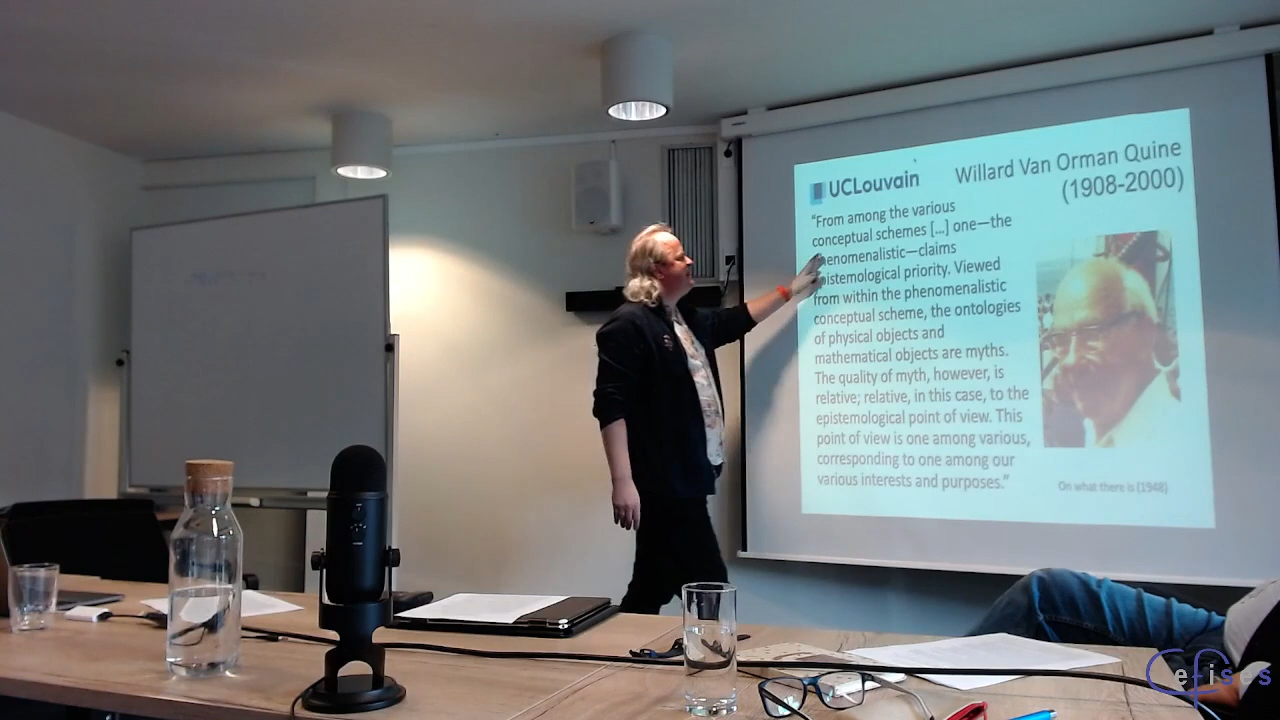 UCLouvain
Willard Van Orman Quine
(1908-2000)
“From among the various
conceptual schemes [...] one—the
phenomenalistic—claims
epistemological priority. Viewed
from within the phenomenalistic
conceptual scheme, the ontologies
of physical objects and
mathematical objects are myths.
The quality of myth, however, is
relative; relative, in this case, to the
epistemological point of view. This
point of view is one among various,
corresponding to one among our
various interests and purposes.”
On what there is (1948)
Cefises